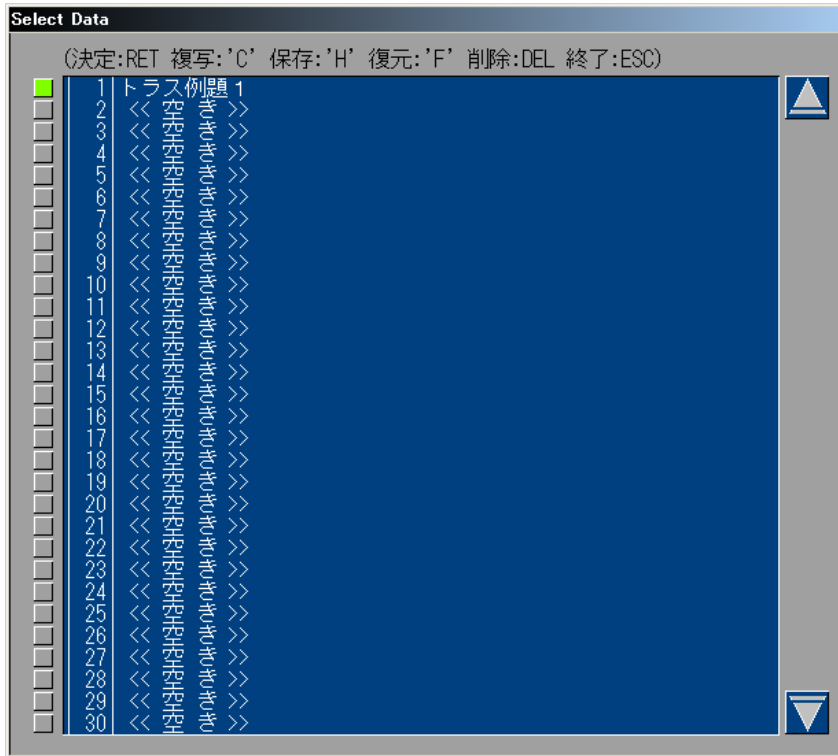 Select Data
(決定:RET 複写:'C' 保存:'H' 復元:'F' 削除:DEL 終了:ESC)
1 トラス例題1
2 << 空 き >>
3 << 空 き >>
4 << 空 き >>
5 << 空 き >>
6 << 空 き >>
7 << 空 き >>
8 << 空 き >>
9 << 空 き >>
10 << 空 き >>
11 << 空 き >>
12 << 空 き >>
13 << 空 き >>
14 << 空 き >>
15 << 空 き >>
16 << 空 き >>
17 << 空 き >>
18 << 空 き >>
19 << 空 き >>
20 << 空 き >>
21 << 空 き >>
22 << 空 き >>
23 << 空 き >>
24 << 空 き >>
25 << 空 き >>
26 << 空 き >>
27 << 空 き >>
28 << 空 き >>
29 << 空 き >>
30 << 空 き >>